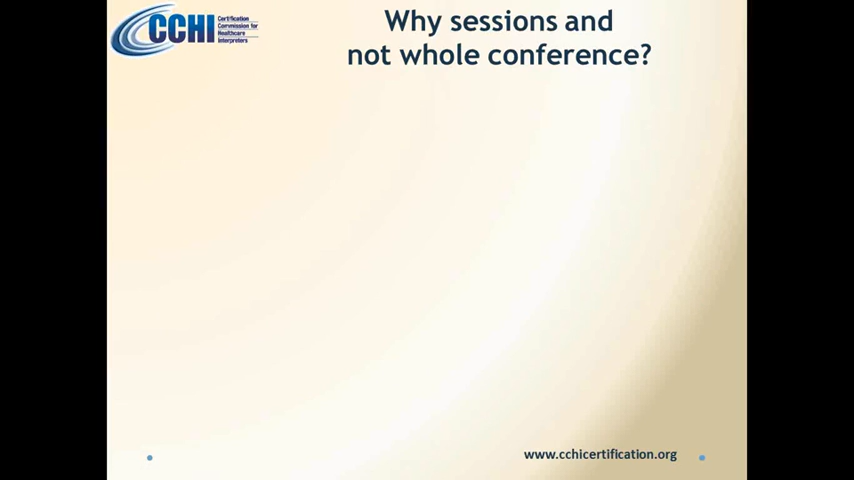 CCHI
Certification
Commission for
Healthcare
Interpreters
Why sessions and
not whole conference?
www.cchicertification.org